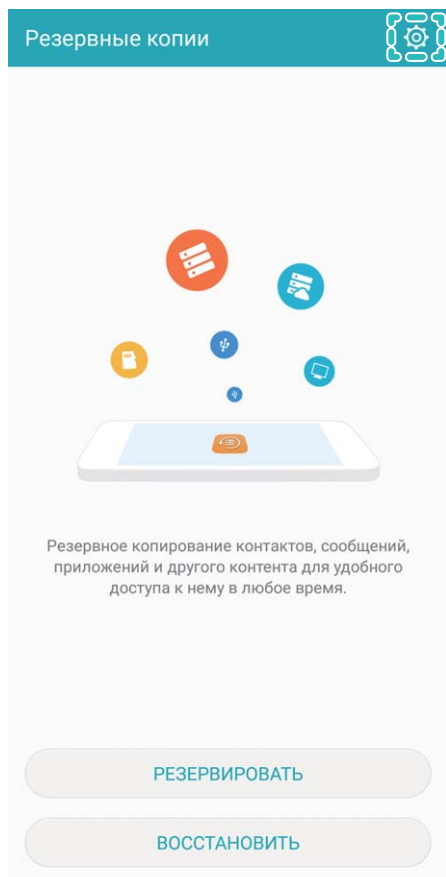 Резервные копии
Резервное копирование контактов, сообщений,
приложений и другого контента для удобного
доступа к нему в любое время.
РЕЗЕРВИРОВАТЬ
ВОССТАНОВИТЬ